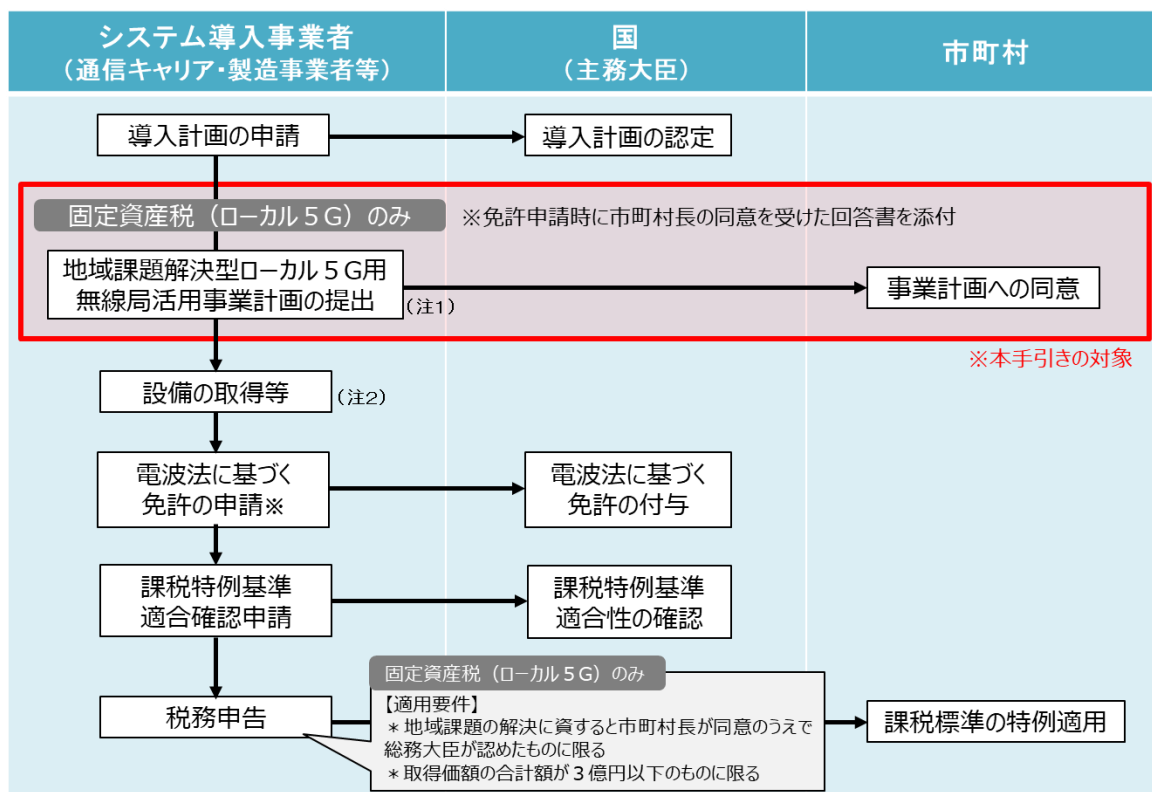 システム導入事業者
（通信キャリア・製造事業者等）
国
（主務大臣）
市町村
導入計画の申請
導入計画の認定
固定資産税（ローカル５Ｇ）のみ
※免許申請時に市町村長の同意を受けた回答書を添付
地域課題解決型ローカル５Ｇ用
無線局活用事業計画の提出
（注1）
事業計画への同意
※本手引きの対象
設備の取得等
（注2）
電波法に基づく
免許の申請※
電波法に基づく
免許の付与
課税特例基準
適合確認申請
課税特例基準
適合性の確認
固定資産税（ローカル５Ｇ）のみ
税務申告
【適用要件】
＊地域課題の解決に資すると市町村長が同意のうえで
総務大臣が認めたものに限る
＊取得価額の合計額が３億円以下のものに限る
課税標準の特例適用